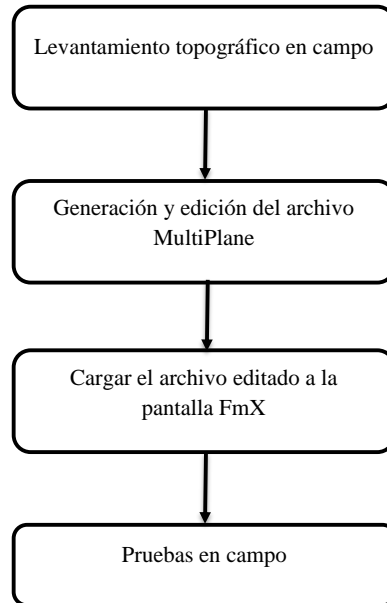 Levantamiento topográfico en campo
Generación y edición del archivo
MultiPlane
Cargar el archivo editado a la
pantalla FmX
Pruebas en campo